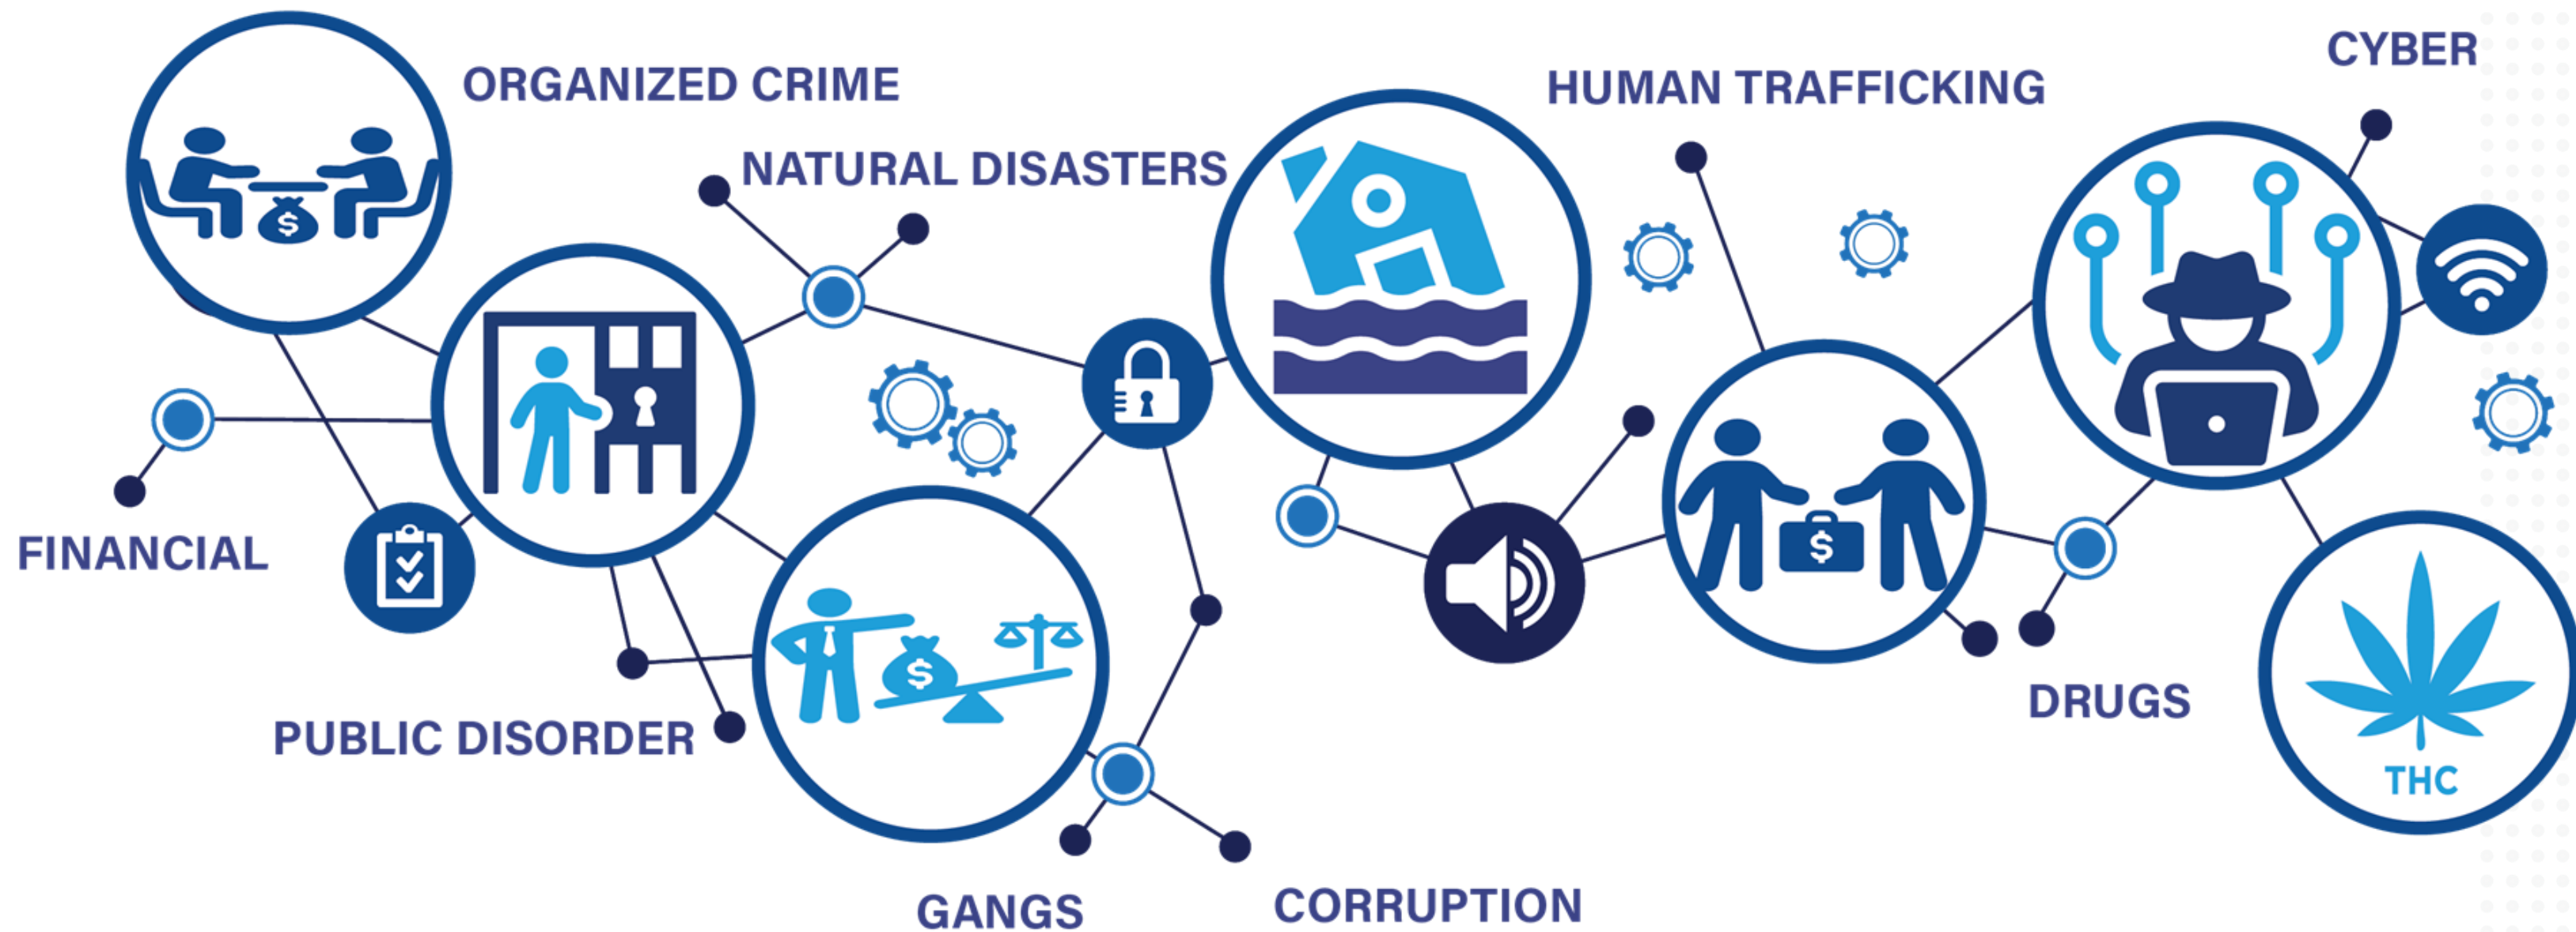 ORGANIZED CRIME
NATURAL DISASTERS
HUMAN TRAFFICKING
CYBER
$
$
FINANCIAL
$
PUBLIC DISORDER
DRUGS
THC
GANGS
CORRUPTION